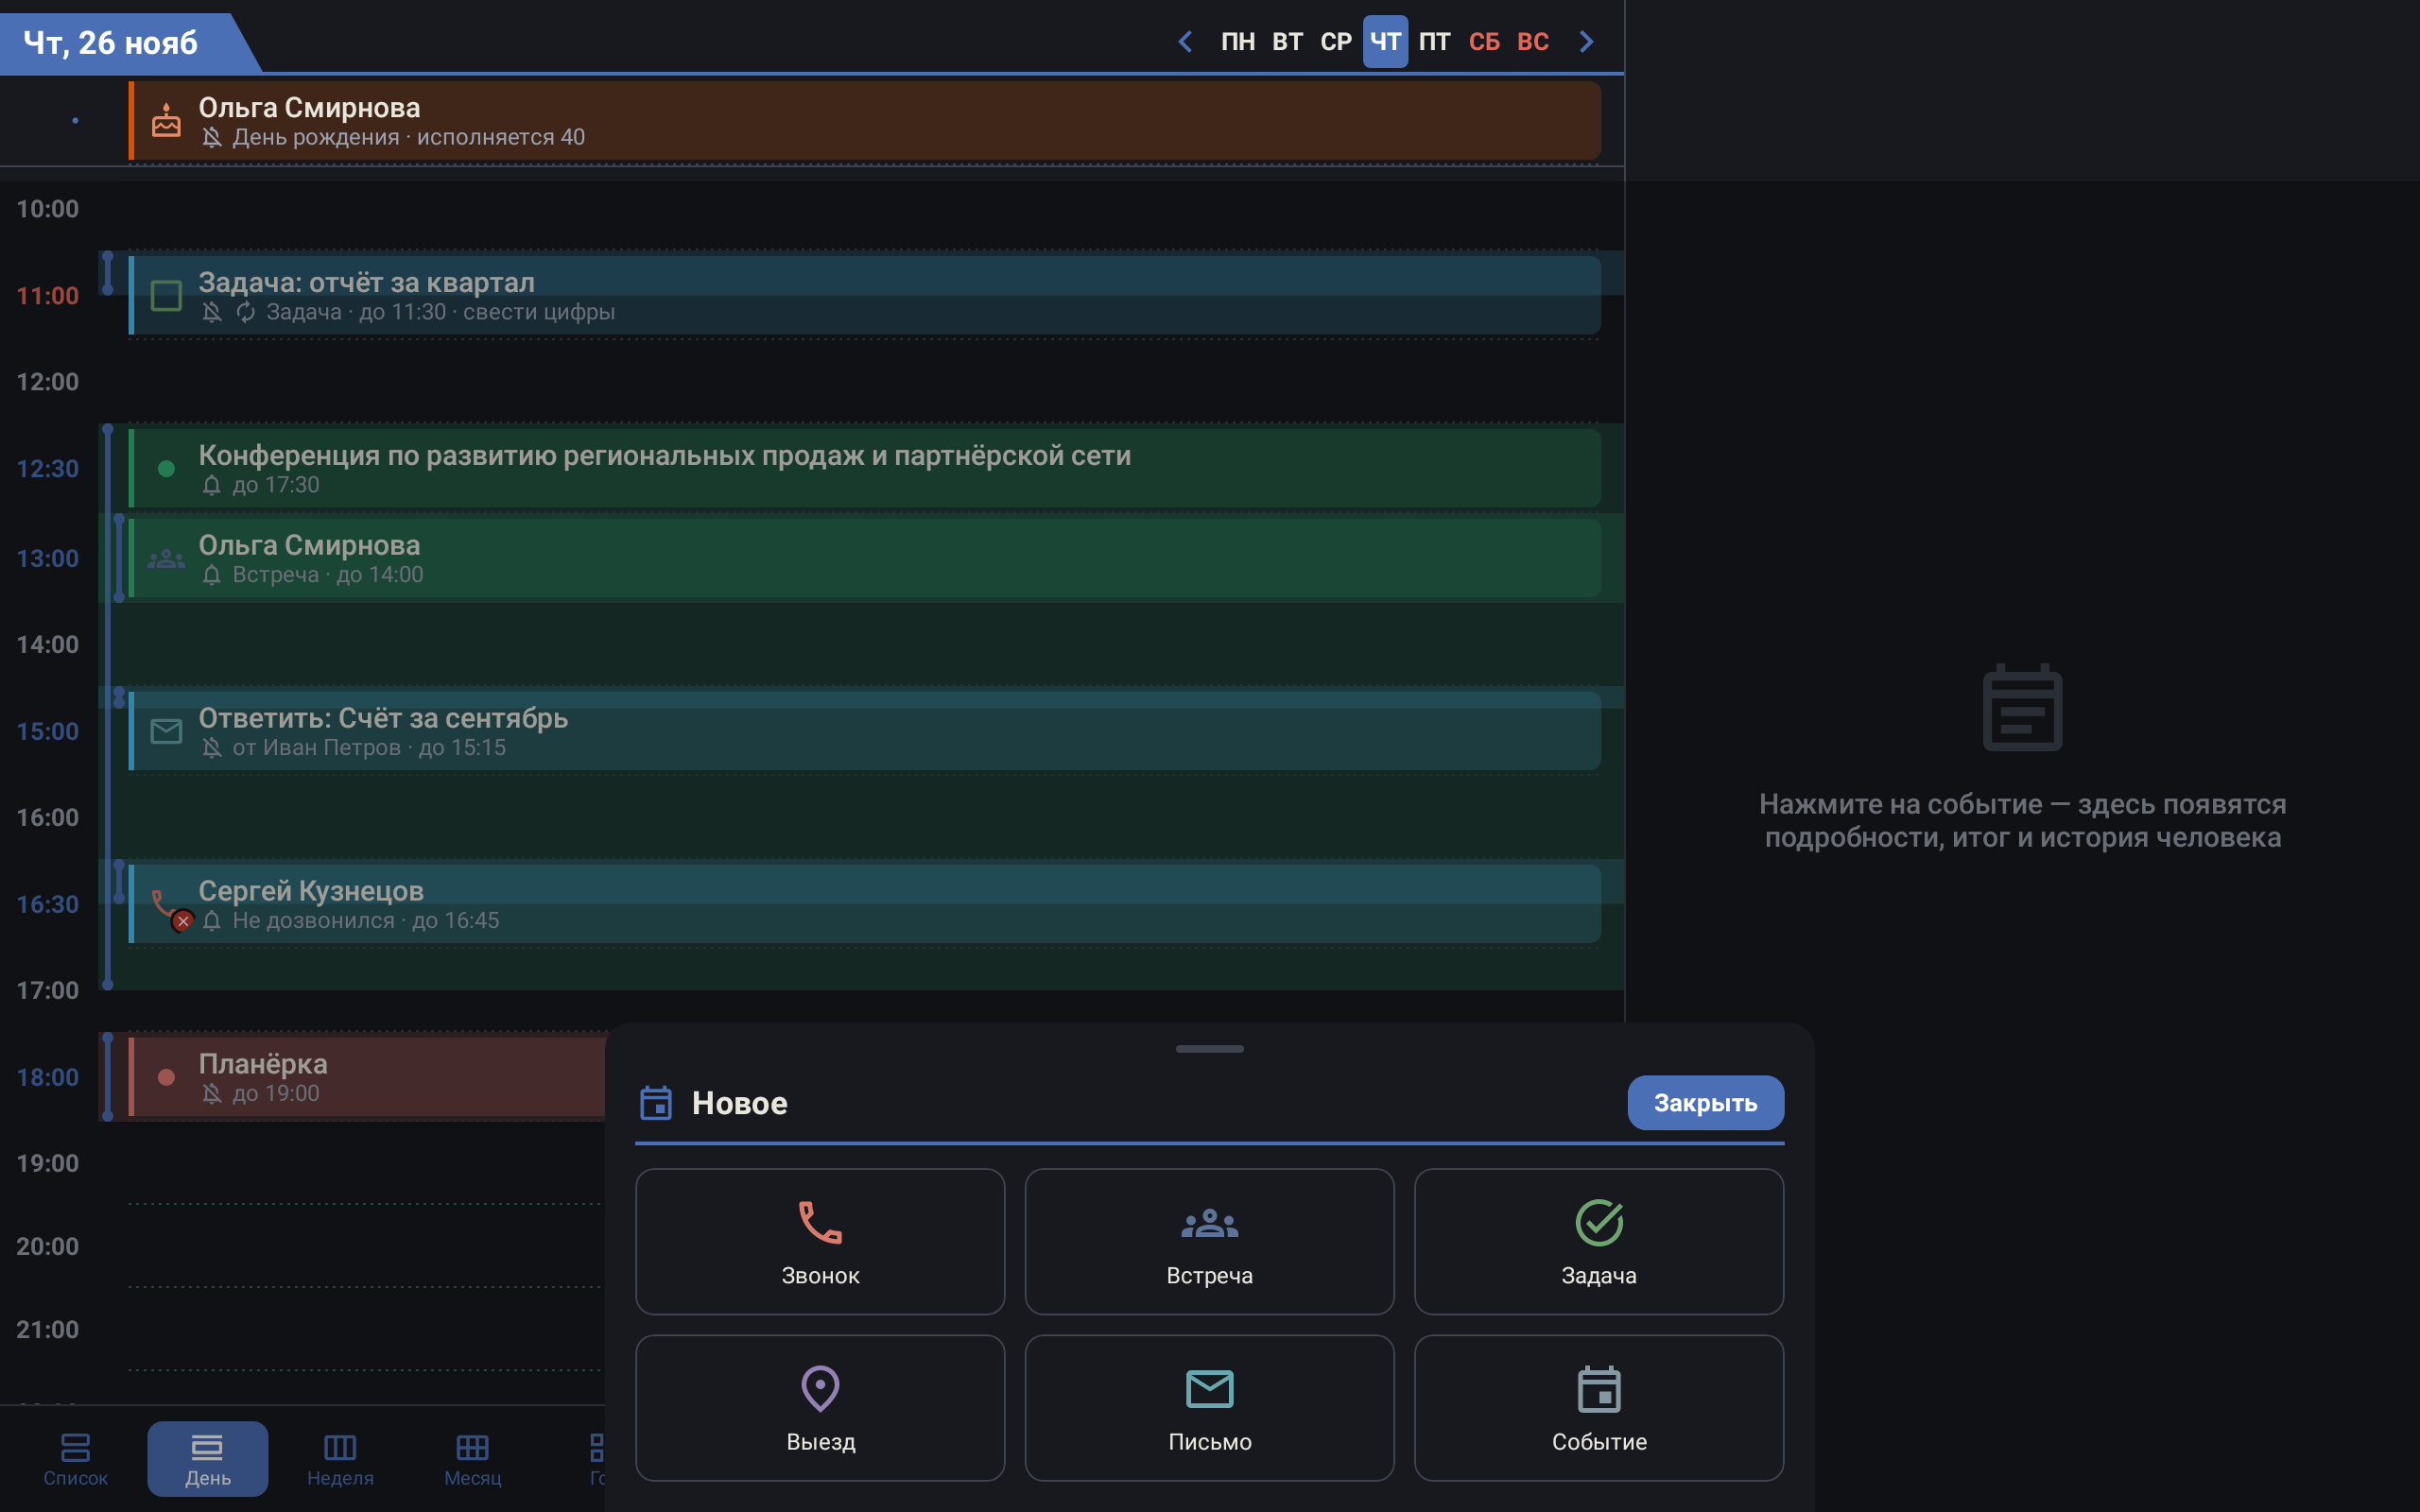 Чт, 26 нояб
ПН ВТ СР ЧТ ПТ СБ ВС
Ольга Смирнова
День рождения · исполняется 40
10:00
Задача: отчёт за квартал
11:00
Задача · до 11:30 · свести цифры
12:00
Конференция по развитию региональных продаж и партнёрской сети
12:30
до 17:30
Ольга Смирнова
13:00
Встреча · до 14:00
14:00
Ответить: Счёт за сентябрь
15:00
от Иван Петров · до 15:15
16:00
Сергей Кузнецов
16:30
Не дозвонился · до 16:45
17:00
Планёрка
18:00
до 19:00
19:00
20:00
21:00
Нажмите на событие — здесь появятся
подробности, итог и история человека
Новое
Закрыть
Звонок
Встреча
Задача
Выезд
Письмо
Событие
Список
День
Неделя
Месяц